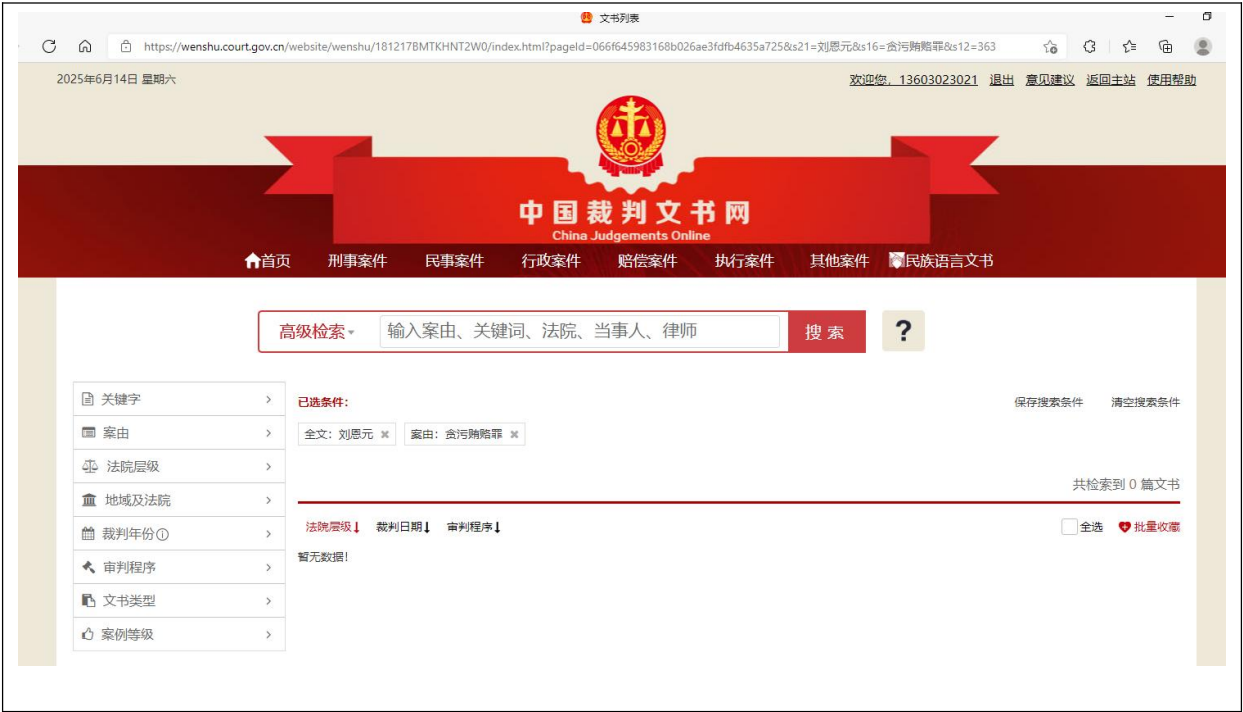 文书列表
https://wenshu.court.gov.cn/website/wenshu/181217BMTKHNT2W0/index.html?pageId=066f645983168b026ae3fdfb4635a725&s21=刘恩元&s16=贪污贿赂罪&s12=363
2025年6月14日 星期六
欢迎您，13603023021 退出 意见建议 返回主站 使用帮助
中国裁判文书网
China Judgements Online
首页 刑事案件 民事案件 行政案件 赔偿案件 执行案件 其他案件 民族语言文书
高级检索 输入案由、关键词、法院、当事人、律师 搜索 ?
关键字
案由
法院层级
地域及法院
裁判年份
审判程序
文书类型
案例等级
已选条件：
保存搜索条件 清空搜索条件
全文：刘恩元 × 案由：贪污贿赂罪 ×
共检索到 0 篇文书
法院层级 裁判日期 审判程序
全选 批量收藏
暂无数据!